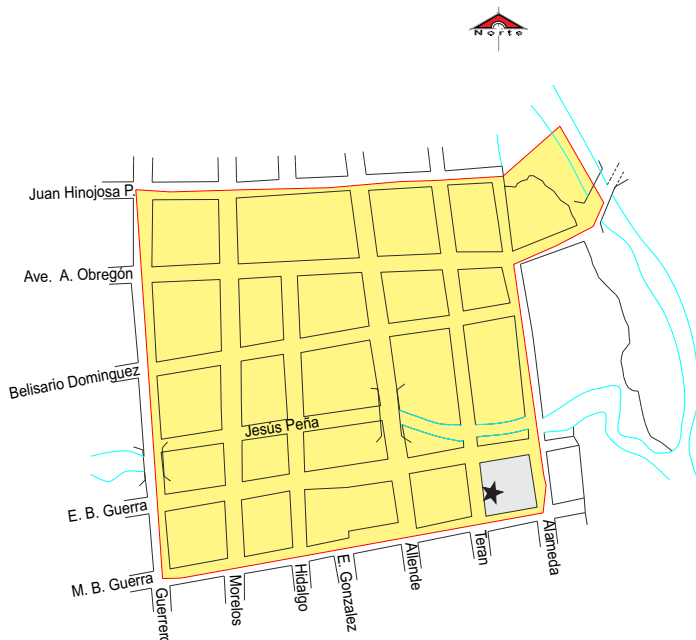 Norte
Juan Hinojosa P.
Ave. A. Obregón
Belisario Dominguez
Jesús Peña
E. B. Guerra
M. B. Guerra
Guerrero
Morelos
Hidalgo
E. Gonzalez
Allende
Teran
Alameda